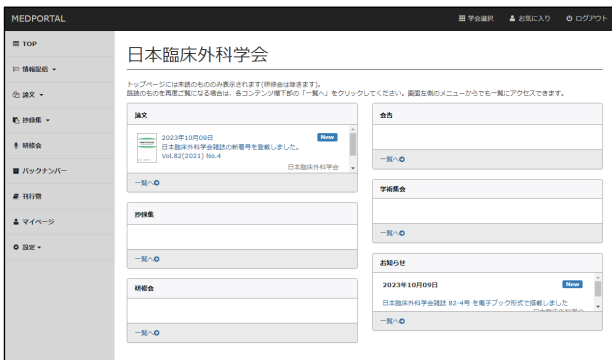 MEDPORTAL
学会選択
お気に入り
ログアウト
TOP
情報配信
論文
抄録集
研修会
バックナンバー
刊行物
マイページ
設定
日本臨床外科学会
トップページには未読のもののみ表示されます(研修会は除きます)。
既読のものを再度ご覧になる場合は、各コンテンツ欄下部の「一覧へ」をクリックしてください。画面左側のメニューからでも一覧にアクセスできます。
論文
2023年10月09日
New
日本臨床外科学会雑誌の新着号を登載しました。
Vol.82(2021) No.4
日本臨床外科学会
一覧へ
抄録集
一覧へ
研修会
一覧へ
会告
一覧へ
学術集会
一覧へ
お知らせ
2023年10月09日
New
日本臨床外科学会雑誌 82-4号 を電子ブック形式で搭載しました
一覧へ